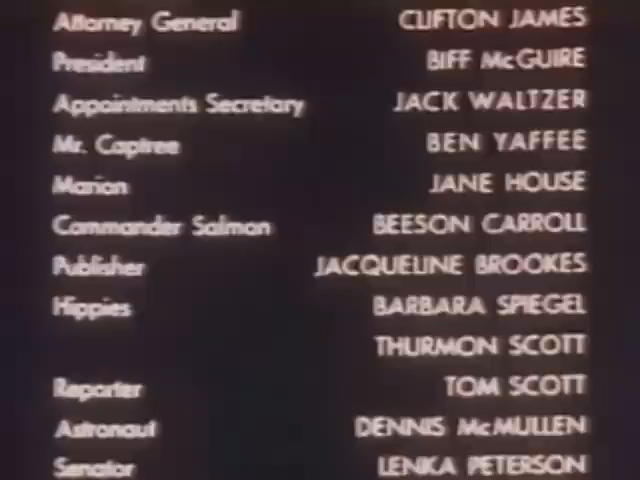 Attorney General CLIFTON JAMES
President BIFF McGUIRE
Appointments Secretary JACK WALTZER
Mr. Captree BEN YAFFEE
Marion JANE HOUSE
Commander Salmon BEESON CARROLL
Publisher JACQUELINE BROOKES
Hippies BARBARA SPIEGEL
THURMON SCOTT
Reporter TOM SCOTT
Astronaut DENNIS McMULLEN
Senator LENKA PETERSON